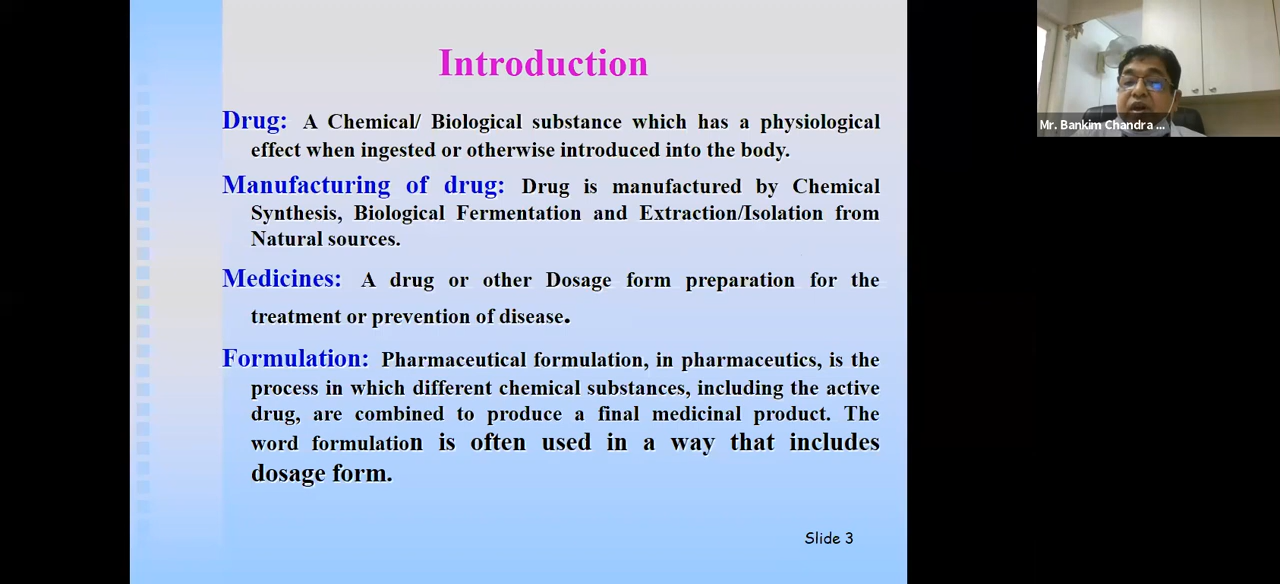 Introduction
Drug: A Chemical/ Biological substance which has a physiological
effect when ingested or otherwise introduced into the body.
Manufacturing of drug: Drug is manufactured by Chemical
Synthesis, Biological Fermentation and Extraction/Isolation from
Natural sources.
Medicines: A drug or other Dosage form preparation for the
treatment or prevention of disease.
Formulation: Pharmaceutical formulation, in pharmaceutics, is the
process in which different chemical substances, including the active
drug, are combined to produce a final medicinal product. The
word formulation is often used in a way that includes
dosage form.
Slide 3
Mr. Bankim Chandra ...